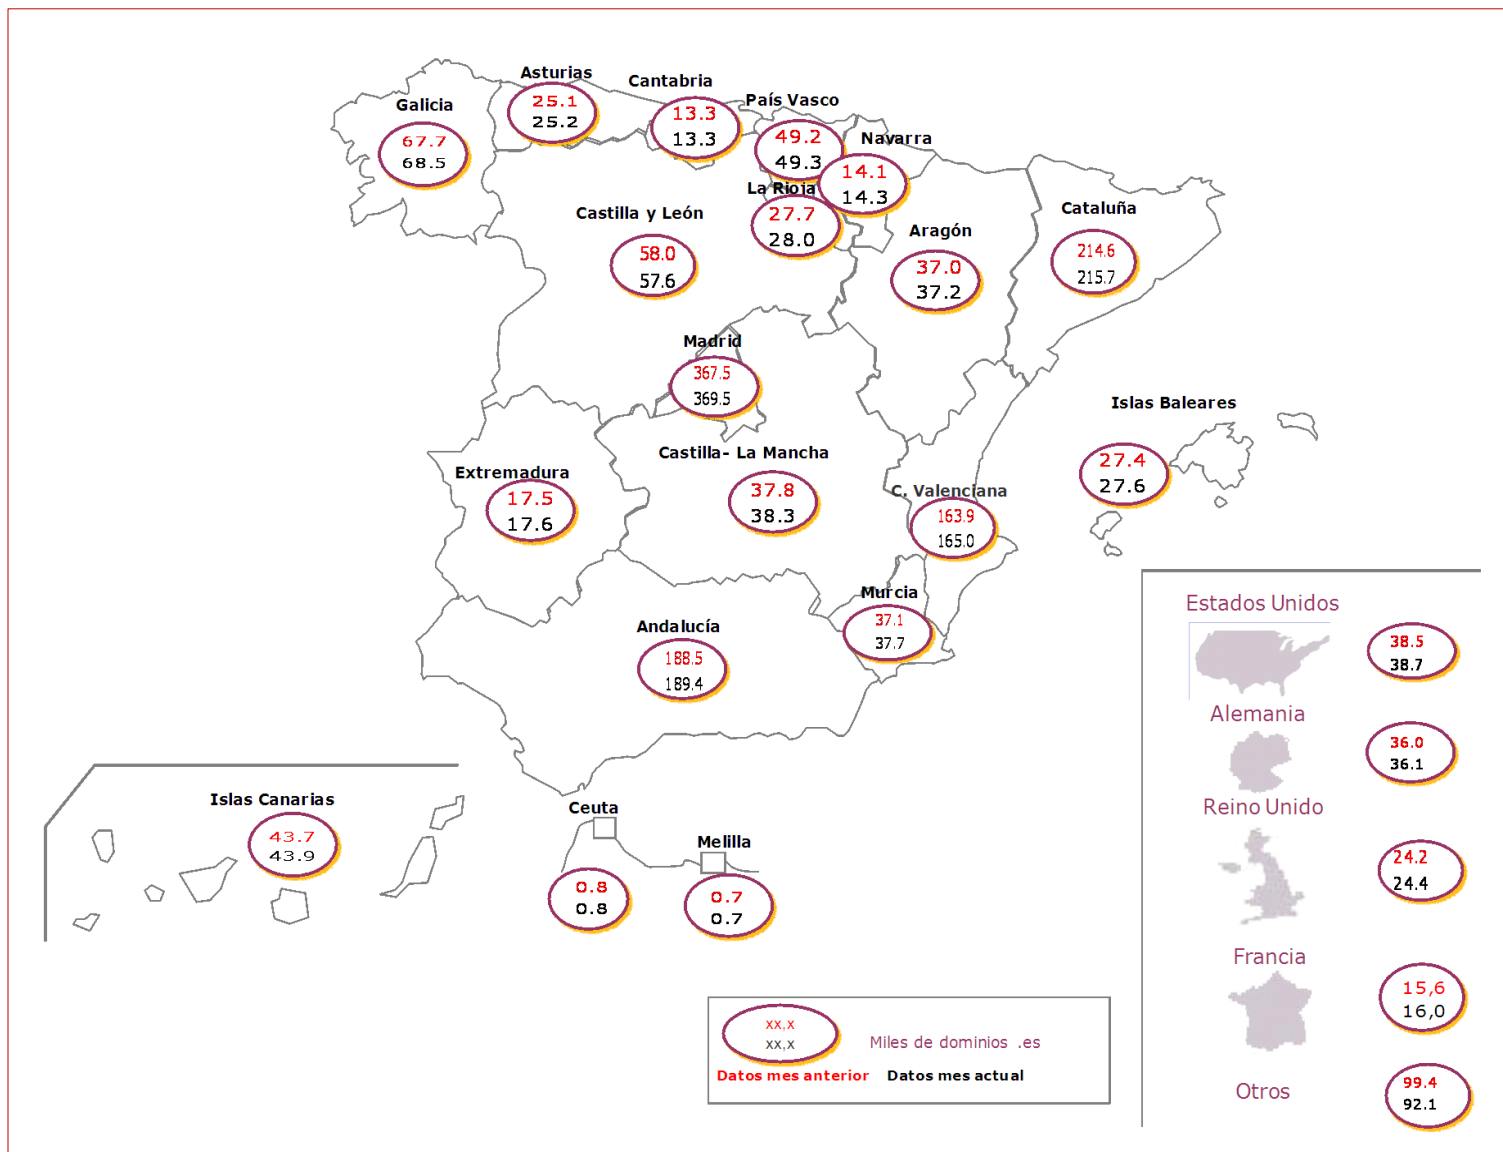 Asturias
25.1
25.2
Cantabria
13.3
13.3
País Vasco
49.2
49.3
Galicia
67.7
68.5
Navarra
14.1
14.3
La Rioja
27.7
28.0
Castilla y León
58.0
57.6
Aragón
37.0
37.2
Cataluña
214.6
215.7
Madrid
367.5
369.5
Islas Baleares
27.4
27.6
Extremadura
17.5
17.6
Castilla- La Mancha
37.8
38.3
C. Valenciana
163.9
165.0
Murcia
37.1
37.7
Andalucía
188.5
189.4
Islas Canarias
43.7
43.9
Ceuta
0.8
0.8
Melilla
0.7
0.7
Estados Unidos
38.5
38.7
Alemania
36.0
36.1
Reino Unido
24.2
24.4
Francia
15,6
16,0
Otros
99.4
92.1
xx,x
xx,x
Miles de dominios .es
Datos mes anterior Datos mes actual